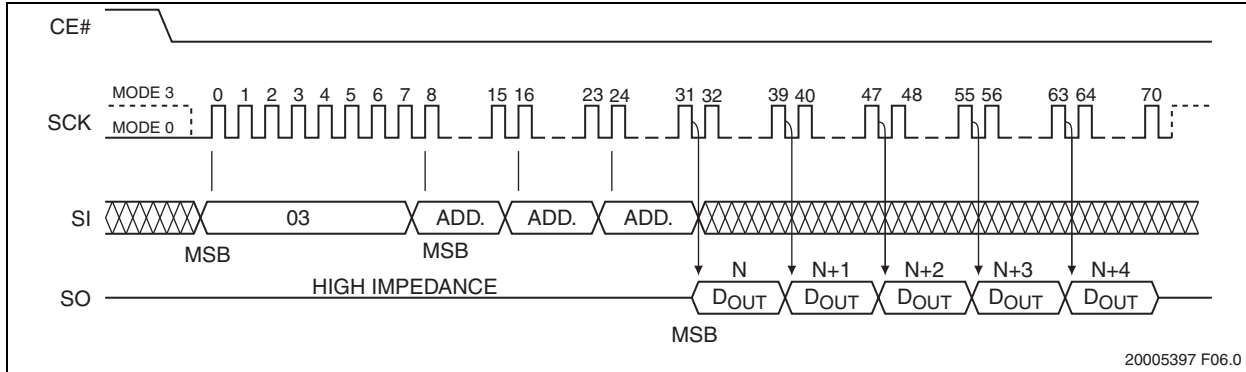 CE#
MODE 3
0 1 2 3 4 5 6 7 8 15 16 23 24 31 32 39 40 47 48 55 56 63 64 70
SCK
MODE 0
SI
03 ADD. ADD. ADD.
MSB MSB
N N+1 N+2 N+3 N+4
HIGH IMPEDANCE
SO
DOUT DOUT DOUT DOUT DOUT
MSB
20005397 F06.0